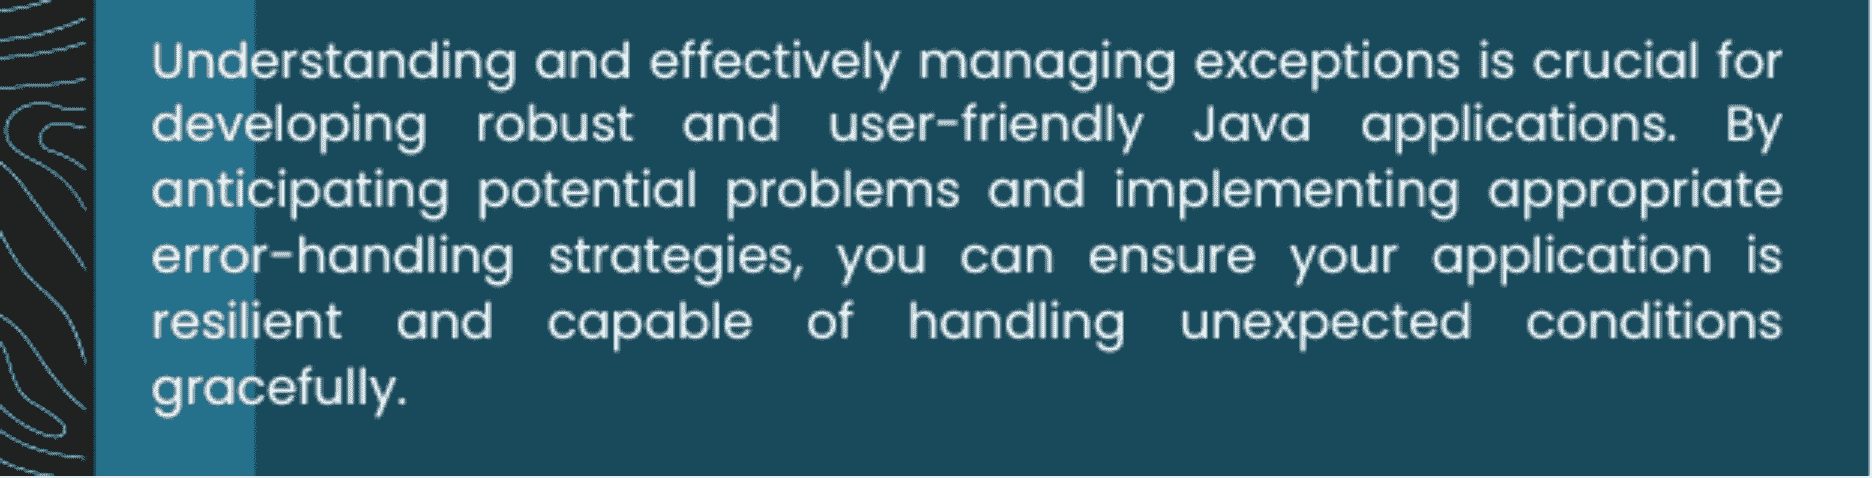 Understanding and effectively managing exceptions is crucial for
developing robust and user-friendly Java applications. By
anticipating potential problems and implementing appropriate
error-handling strategies, you can ensure your application is
resilient and capable of handling unexpected conditions
gracefully.